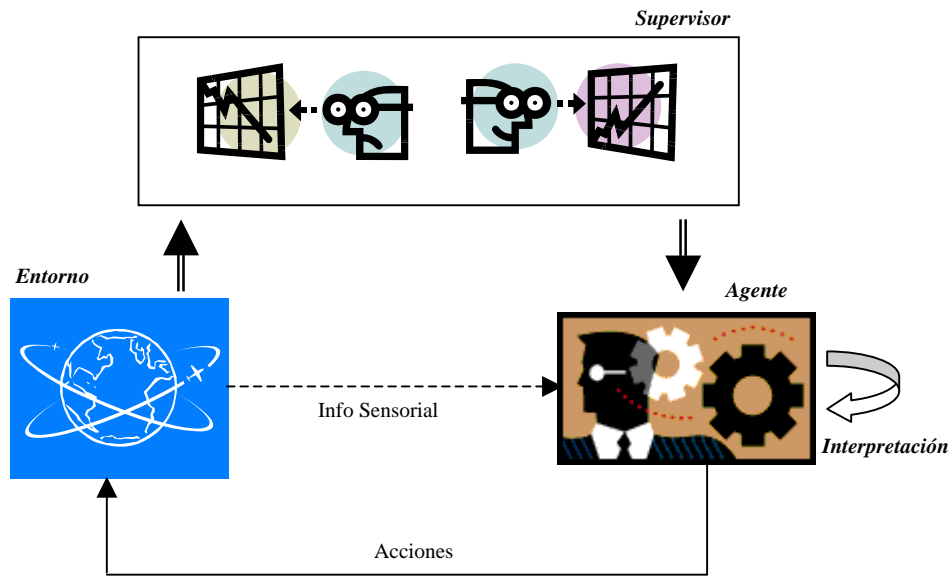 Supervisor
Entorno
Agente
Info Sensorial
Interpretación
Acciones